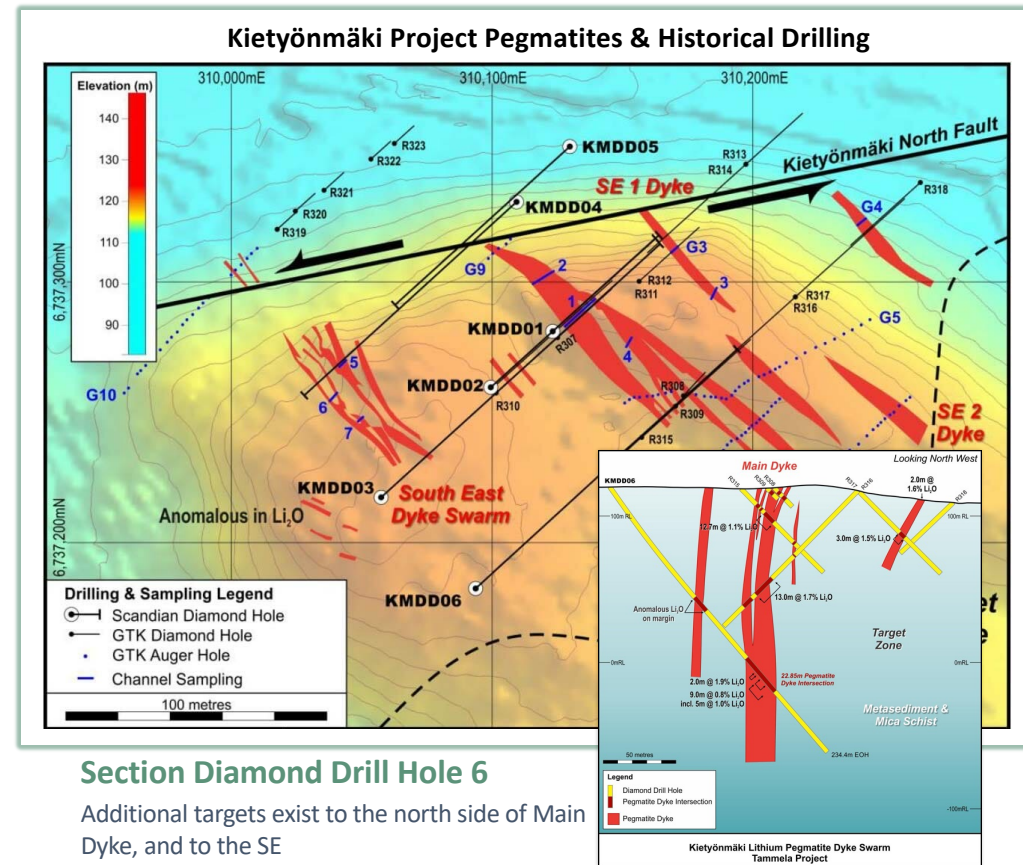 Kietyönmäki Project Pegmatites & Historical Drilling
Elevation (m)
140
130
120
110
100
90
310,000mE
310,100mE
310,200mE
6,737,300mN
6,737,200mN
R323
R322
R321
R320
R319
KMDD05
KMDD04
SE 1 Dyke
R313
R314
Kietyönmäki North Fault
R318
G4
G9
2
G3
R312
R311
3
R317
R316
1
KMDD01
R307
4
G5
G10
5
6
7
KMDD02
R310
R308
R309
R315
SE 2
Dyke
KMDD03
South East
Dyke Swarm
Anomalous in Li₂O
KMDD06
Drilling & Sampling Legend
Scandian Diamond Hole
GTK Diamond Hole
GTK Auger Hole
Channel Sampling
100 metres
Looking North West
Main Dyke
KMDD06
R315
R309
R308
R317
R316
2.0m @
1.6% Li₂O
R318
100m RL
100m RL
12.7m @ 1.1% Li₂O
3.0m @ 1.5% Li₂O
13.0m @ 1.7% Li₂O
Anomalous Li₂O
on margin
Target
Zone
0mRL
0mRL
22.85m Pegmatite
Dyke Intersection
2.0m @ 1.9% Li₂O
9.0m @ 0.8% Li₂O
incl. 5m @ 1.0% Li₂O
Metasediment &
Mica Schist
234.4m EOH
50 metres
-100mRL
Legend
Diamond Drill Hole
Pegmatite Dyke Intersection
Pegmatite Dyke
Kietyönmäki Lithium Pegmatite Dyke Swarm
Tammela Project
Section Diamond Drill Hole 6
Additional targets exist to the north side of Main
Dyke, and to the SE